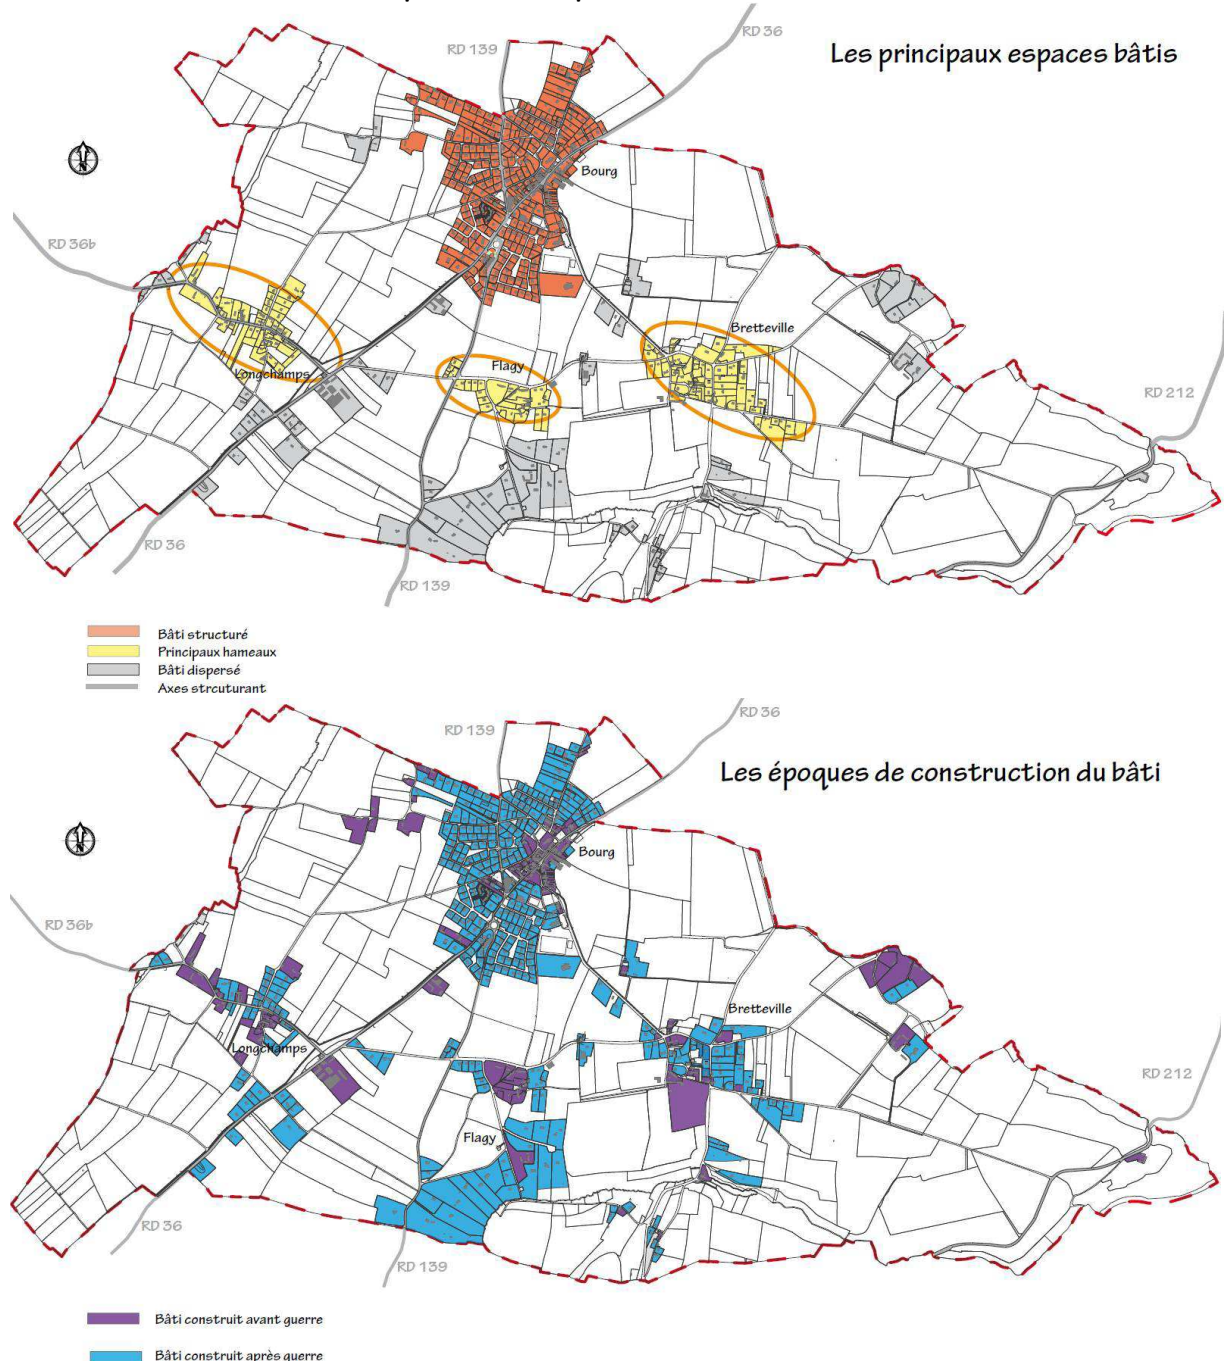 RD 36
RD 139
Les principaux espaces bâtis
N
Bourg
RD 36b
Bretteville
Flagy
Longchamps
RD 212
RD 36
RD 139
Bâti structuré
Principaux hameaux
Bâti dispersé
Axes strcuturant
RD 36
RD 139
Les époques de construction du bâti
N
Bourg
RD 36b
Bretteville
Longchamps
RD 212
Flagy
RD 36
RD 139
Bâti construit avant guerre
Bâti construit après guerre